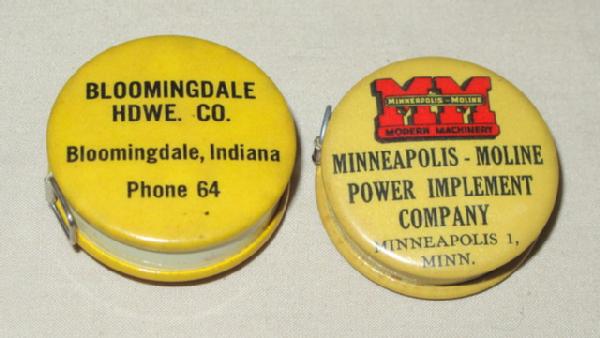 BLOOMINGDALE
HDWE. CO.
Bloomingdale, Indiana
Phone 64
MM
MINNEAPOLIS-MOLINE
MODERN MACHINERY
MINNEAPOLIS - MOLINE
POWER IMPLEMENT
COMPANY
MINNEAPOLIS 1,
MINN.